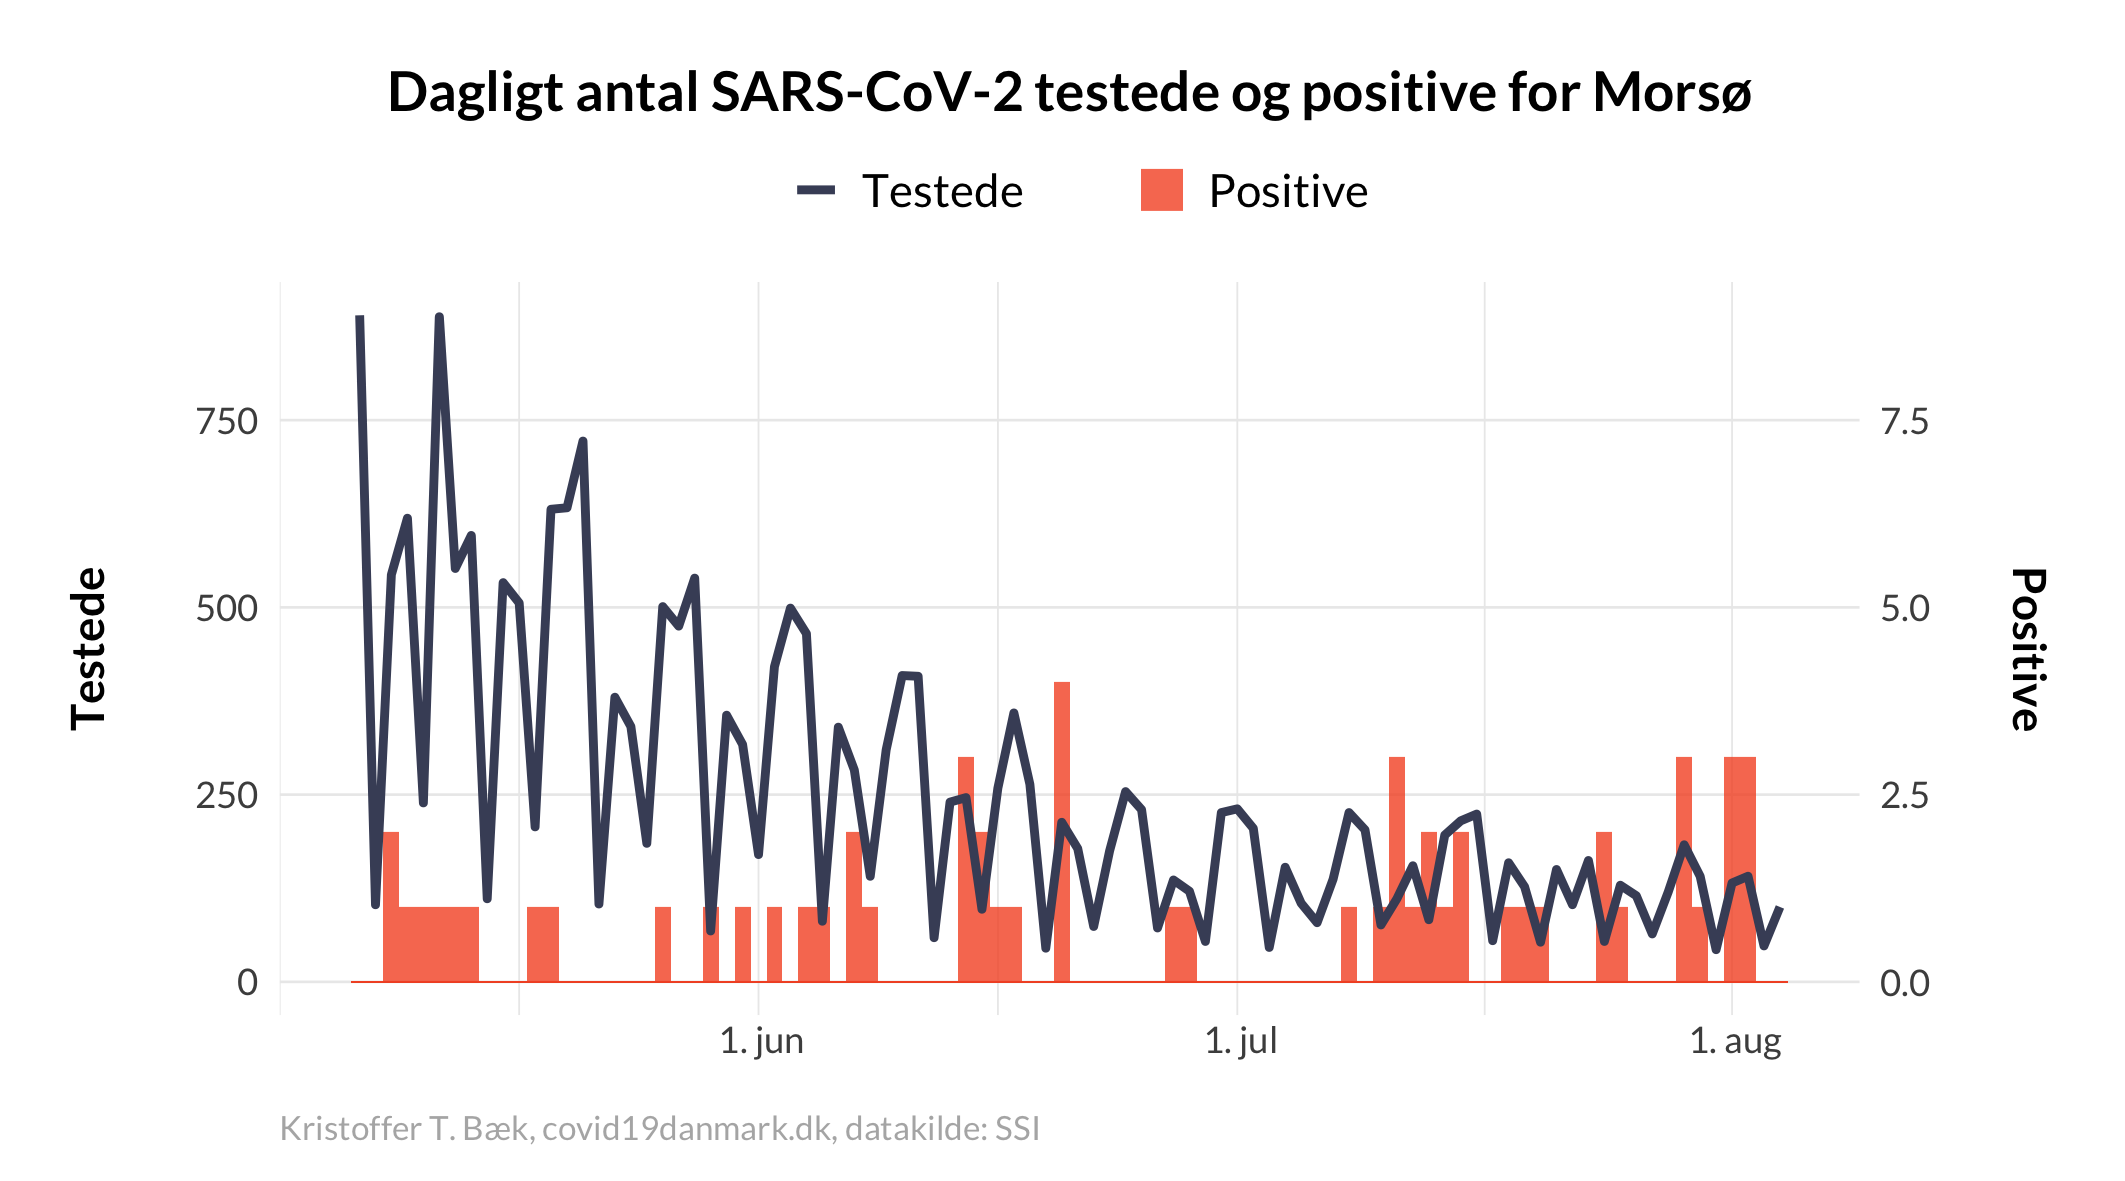 Dagligt antal SARS-CoV-2 testede og positive for Morsø
Testede
Positive
Testede
750
500
250
0
7.5
5.0
2.5
0.0
Positive
1. jun
1. jul
1. aug
Kristoffer T. Bæk, covid19danmark.dk, datakilde: SSI